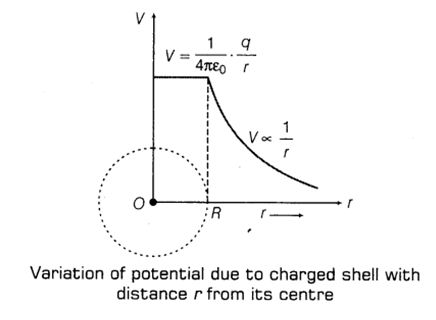 V
V = 1/4πε₀ · q/r
V ∝ 1/r
O
R
r
r
Variation of potential due to charged shell with
distance r from its centre